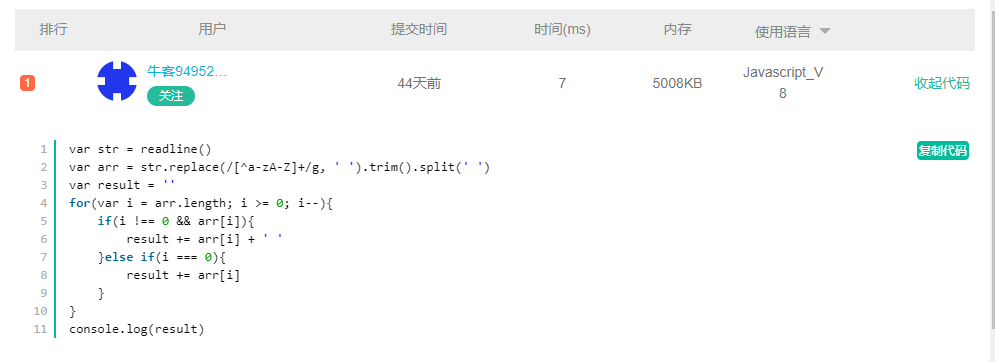 排行 用户 提交时间 时间(ms) 内存 使用语言
1 牛客94952... 关注 44天前 7 5008KB Javascript_V8 收起代码
复制代码
1 var str = readline()
2 var arr = str.replace(/[^a-zA-Z]+/g, ' ').trim().split(' ')
3 var result = ''
4 for(var i = arr.length; i >= 0; i--){
5     if(i !== 0 && arr[i]){
6         result += arr[i] + ' '
7     }else if(i === 0){
8         result += arr[i]
9     }
10 }
11 console.log(result)